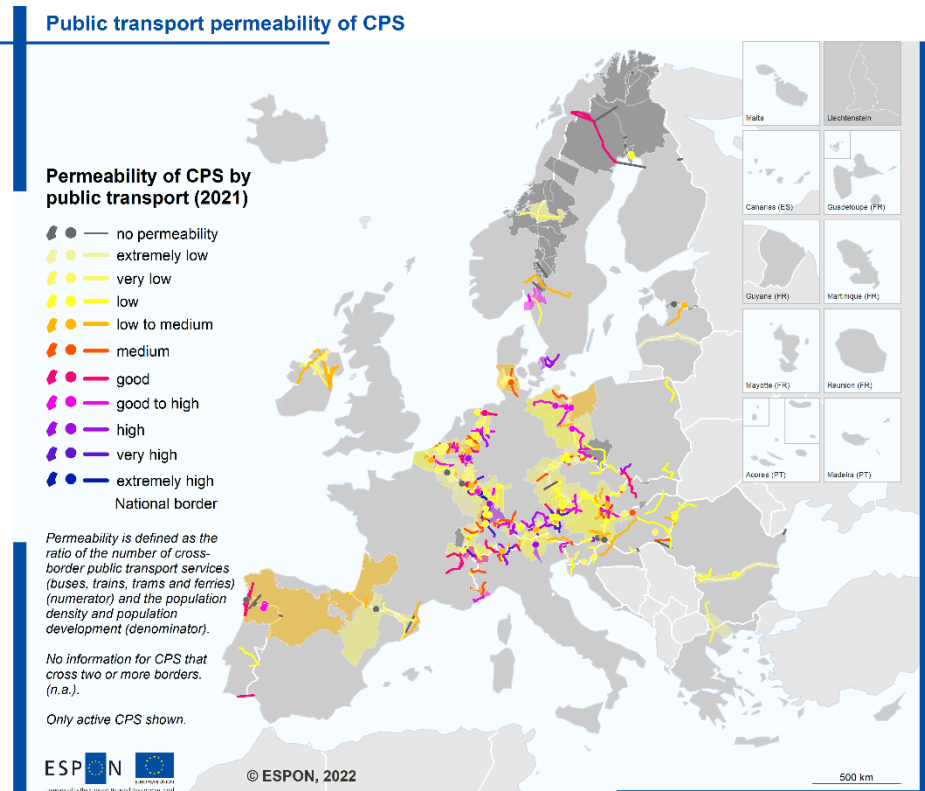 Public transport permeability of CPS
Permeability of CPS by
public transport (2021)
no permeability
extremely low
very low
low
low to medium
medium
good
good to high
high
very high
extremely high
National border
Permeability is defined as the
ratio of the number of cross-
border public transport services
(buses, trains, trams and ferries)
(numerator) and the population
density and population
development (denominator).
No information for CPS that
cross two or more borders.
(n.a.).
Only active CPS shown.
ESPON
© ESPON, 2022
Malta
Liechtenstein
Canarias (ES)
Guadeloupe (FR)
Guyane (FR)
Martinique (FR)
Mayotte (FR)
Réunion (FR)
Acores (PT)
Madeira (PT)
500 km